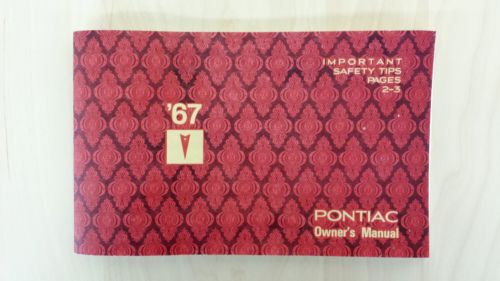 IMPORTANT
SAFETY TIPS
PAGES
2-3
'67
PONTIAC
Owner's Manual